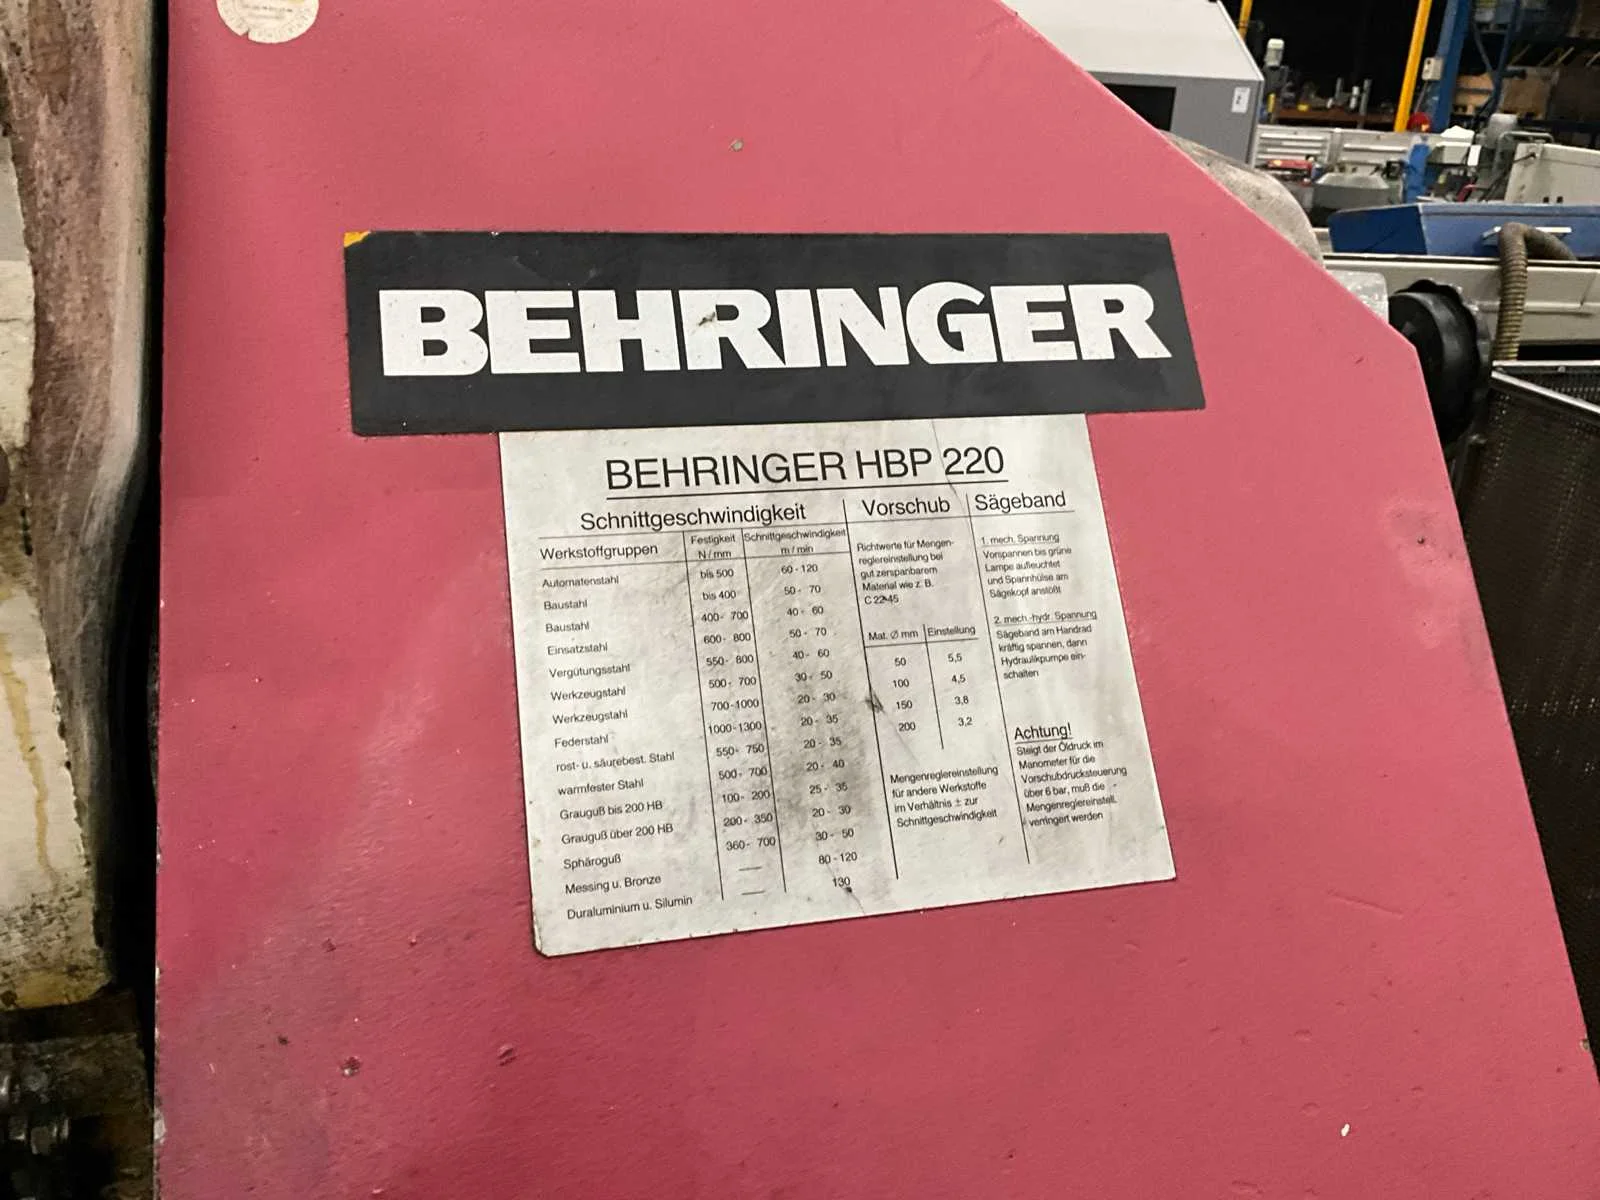 BEHRINGER
BEHRINGER HBP 220
Schnittgeschwindigkeit
Werkstoffgruppen Festigkeit N/mm Schnittgeschwindigkeit m/min
Automatenstahl bis 500 60-120
Baustahl bis 400 50- 70
Baustahl 400- 700 40- 60
Einsatzstahl 600- 800 50- 70
Vergütungsstahl 550- 800 40- 60
Werkzeugstahl 500- 700 30- 50
Werkzeugstahl 700-1000 20- 30
Federstahl 1000-1300 20- 35
rost- u. säurebest. Stahl 550- 750 20- 35
warmfester Stahl 500- 700 20- 40
Grauguß bis 200 HB 100- 200 25- 35
Grauguß über 200 HB 200- 350 20- 30
Sphäroguß 360- 700 30- 50
Messing u. Bronze — 80-120
Duraluminium u. Silumin — 130
Vorschub
Richtwerte für Mengen-
reglereinstellung bei
gut zerspanbarem
Material wie z. B.
C 22-45
Mat. Ø mm Einstellung
50 5,5
100 4,5
150 3,8
200 3,2
Mengenreglereinstellung
für andere Werkstoffe
im Verhältnis ± zur
Schnittgeschwindigkeit
Sägeband
1. mech. Spannung
Vorspannen bis grüne
Lampe aufleuchtet
und Spannhülse am
Sägekopf anstößt
2. mech.-hydr. Spannung
Sägeband am Handrad
kräftig spannen, dann
Hydraulikpumpe ein-
schalten
Achtung!
Steigt der Öldruck im
Manometer für die
Vorschubdrucksteuerung
über 6 bar, muß die
Mengenreglereinstell.
verringert werden